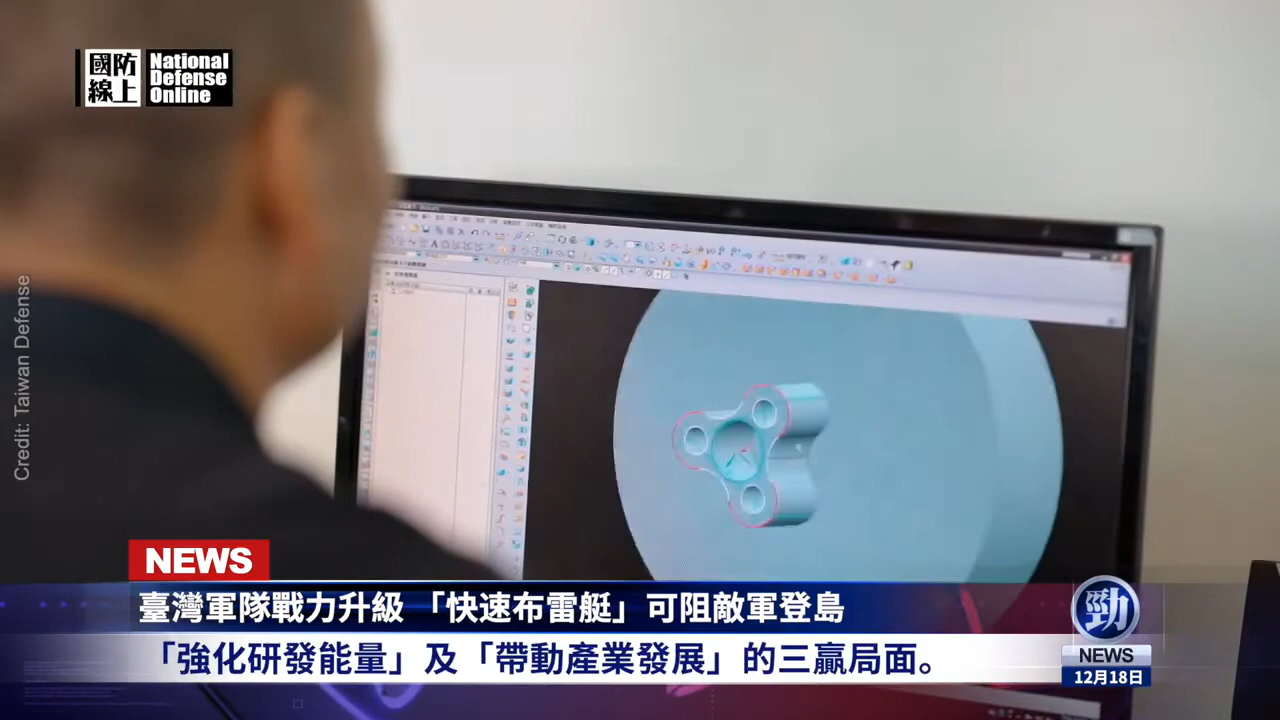 國防
線上
National
Defense
Online
Credit: Taiwan Defense
NEWS
臺灣軍隊戰力升級 「快速布雷艇」可阻敵軍登島
「強化研發能量」及「帶動產業發展」的三贏局面。
勁
NEWS
12月18日